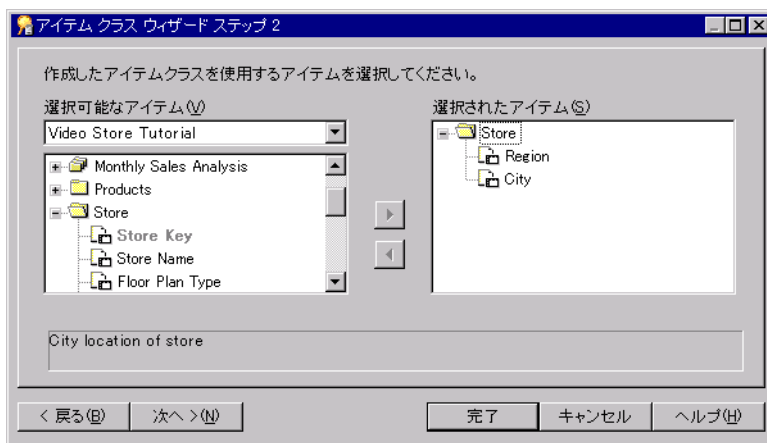 アイテム クラス ウィザード ステップ 2
作成したアイテムクラスを使用するアイテムを選択してください。
選択可能なアイテム(V)
Video Store Tutorial
Monthly Sales Analysis
Products
Store
Store Key
Store Name
Floor Plan Type
選択されたアイテム(S)
Store
Region
City
City location of store
< 戻る(B)
次へ >(N)
完了
キャンセル
ヘルプ(H)